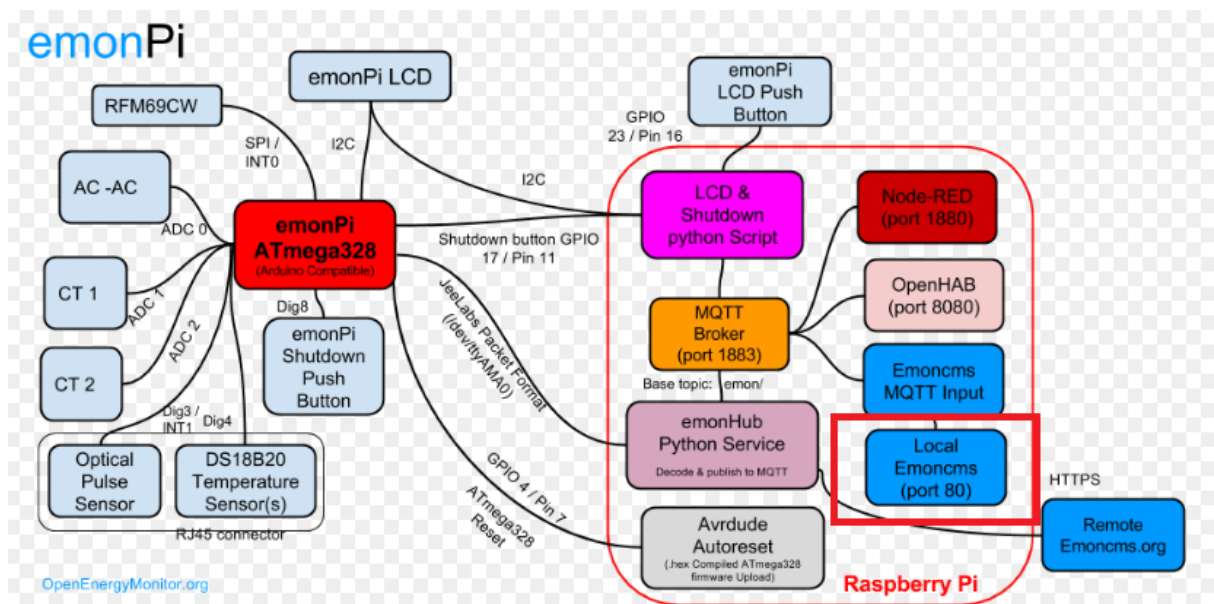 emonPi
emonPi LCD
emonPi
LCD Push
Button
RFM69CW
GPIO
23 / Pin 16
SPI /
INT0
I2C
AC -AC
I2C
LCD &
Shutdown
python Script
Node-RED
(port 1880)
ADC 0
emonPi
ATmega328
(Arduino Compatible)
Shutdown button GPIO
17 / Pin 11
CT 1
ADC 1
OpenHAB
(port 8080)
Dig8
MQTT
Broker
(port 1883)
JeeLabs Packet Format
(/dev/ttyAMA0)
emonPi
Shutdown
Push
Button
ADC 2
CT 2
Emoncms
MQTT Input
Base topic: emon/
Dig3 /
INT1
Dig4
emonHub
Python Service
Decode & publish to MQTT
Local
Emoncms
(port 80)
Optical
Pulse
Sensor
DS18B20
Temperature
Sensor(s)
RJ45 connector
GPIO 4 / Pin 7
ATmega328
Reset
HTTPS
Remote
Emoncms.org
Avrdude
Autoreset
(.hex Compiled ATmega328
firmware Upload)
Raspberry Pi
OpenEnergyMonitor.org